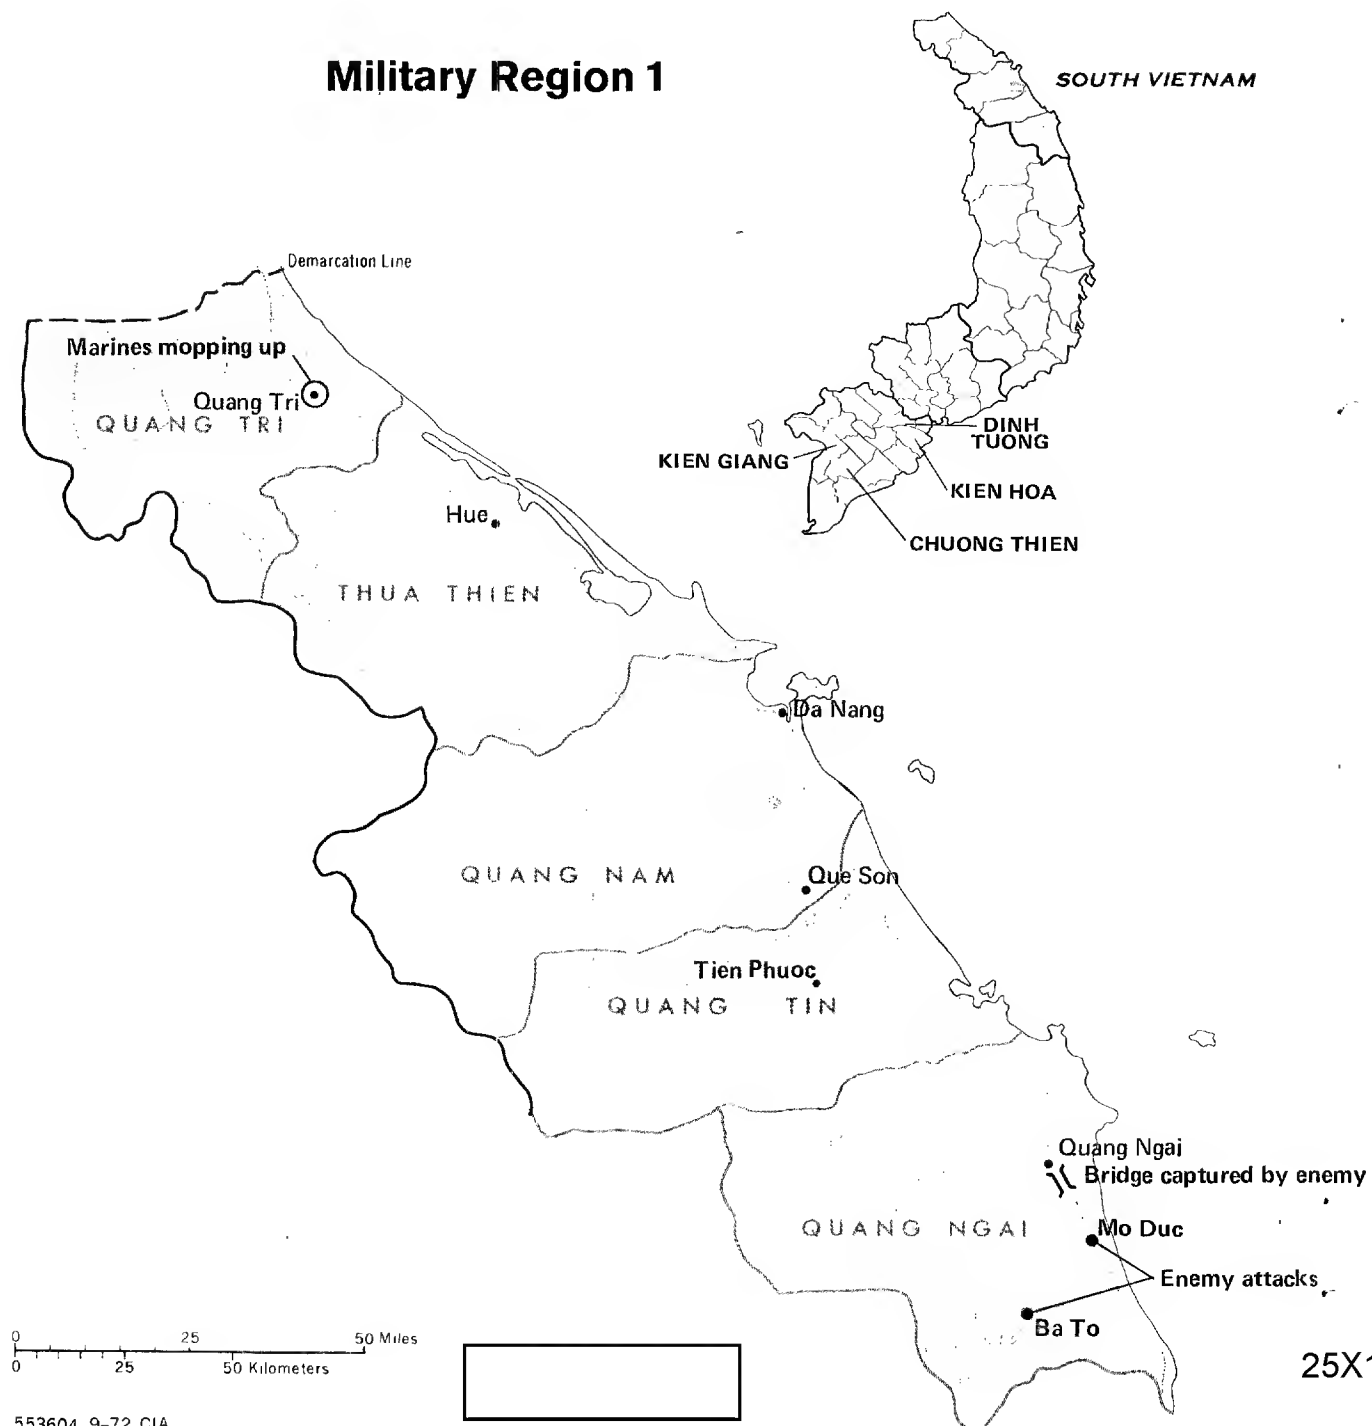 Military Region 1
SOUTH VIETNAM
Demarcation Line
Marines mopping up
Quang Tri
QUANG TRI
DINH
TUONG
KIEN GIANG
KIEN HOA
CHUONG THIEN
Hue
THUA THIEN
Da Nang
QUANG NAM
Que Son
Tien Phuoc
QUANG TIN
Quang Ngai
Bridge captured by enemy
QUANG NGAI
Mo Duc
Enemy attacks
Ba To
0 25 50 Miles
0 25 50 Kilometers
25X1
553604 9-72 CIA